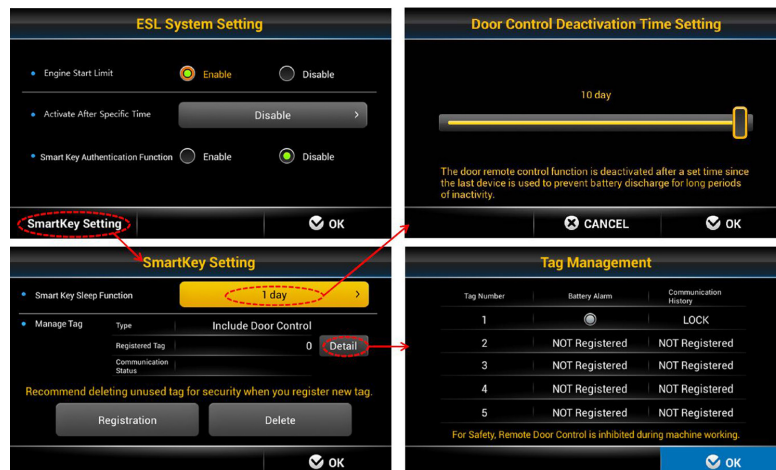 ESL System Setting
Engine Start Limit Enable Disable
Activate After Specific Time Disable >
Smart Key Authentication Function Enable Disable
SmartKey Setting OK
Door Control Deactivation Time Setting
10 day
The door remote control function is deactivated after a set time since
the last device is used to prevent battery discharge for long periods
of inactivity.
CANCEL OK
SmartKey Setting
Smart Key Sleep Function 1 day >
Manage Tag Type Include Door Control
Registered Tag 0 Detail
Communication
Status
Recommend deleting unused tag for security when you register new tag.
Registration Delete
OK
Tag Management
Tag Number Battery Alarm Communication
History
1 LOCK
2 NOT Registered NOT Registered
3 NOT Registered NOT Registered
4 NOT Registered NOT Registered
5 NOT Registered NOT Registered
For Safety, Remote Door Control is inhibited during machine working.
OK